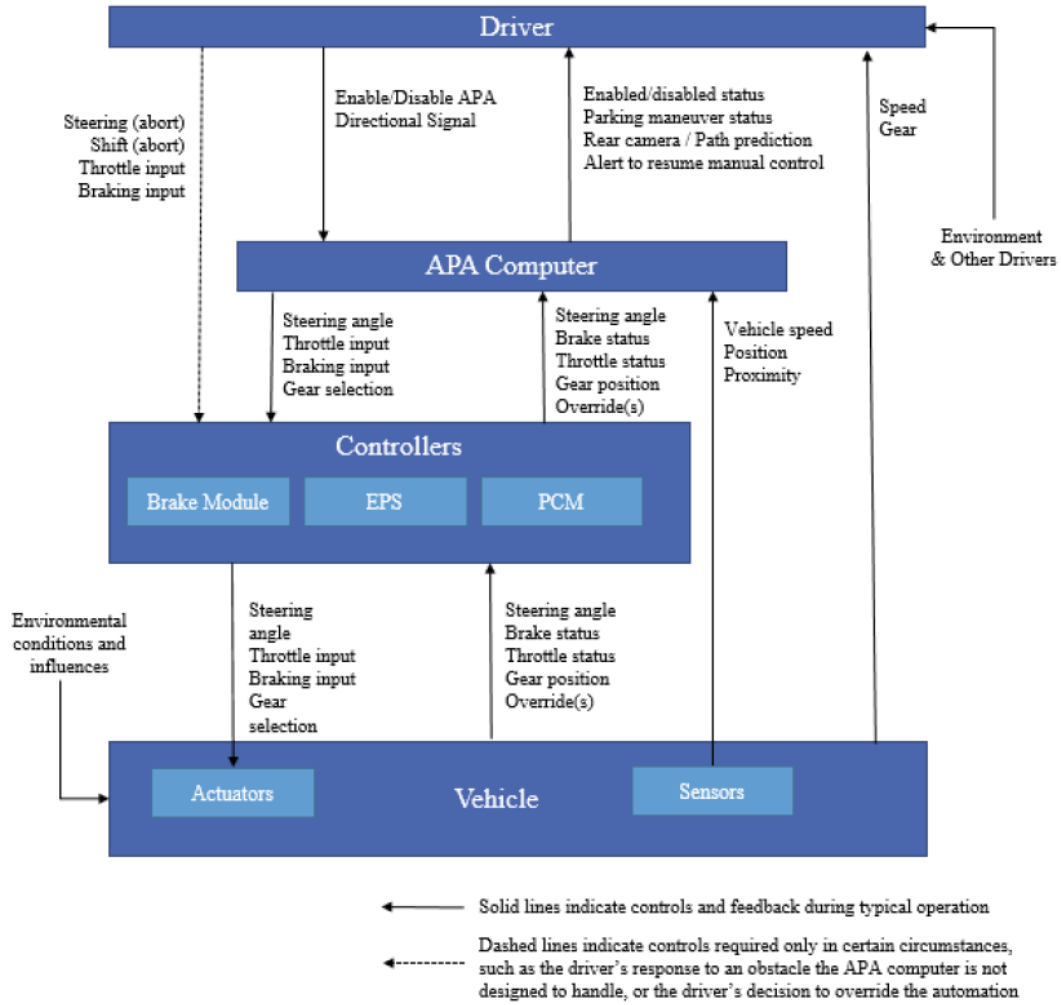 Driver
Steering (abort)
Shift (abort)
Throttle input
Braking input
Enable/Disable APA
Directional Signal
Enabled/disabled status
Parking maneuver status
Rear camera / Path prediction
Alert to resume manual control
Speed
Gear
Environment
& Other Drivers
APA Computer
Steering angle
Throttle input
Braking input
Gear selection
Steering angle
Brake status
Throttle status
Gear position
Override(s)
Vehicle speed
Position
Proximity
Controllers
Brake Module
EPS
PCM
Environmental
conditions and
influences
Steering
angle
Throttle input
Braking input
Gear
selection
Steering angle
Brake status
Throttle status
Gear position
Override(s)
Actuators
Vehicle
Sensors
Solid lines indicate controls and feedback during typical operation
Dashed lines indicate controls required only in certain circumstances,
such as the driver's response to an obstacle the APA computer is not
designed to handle, or the driver's decision to override the automation